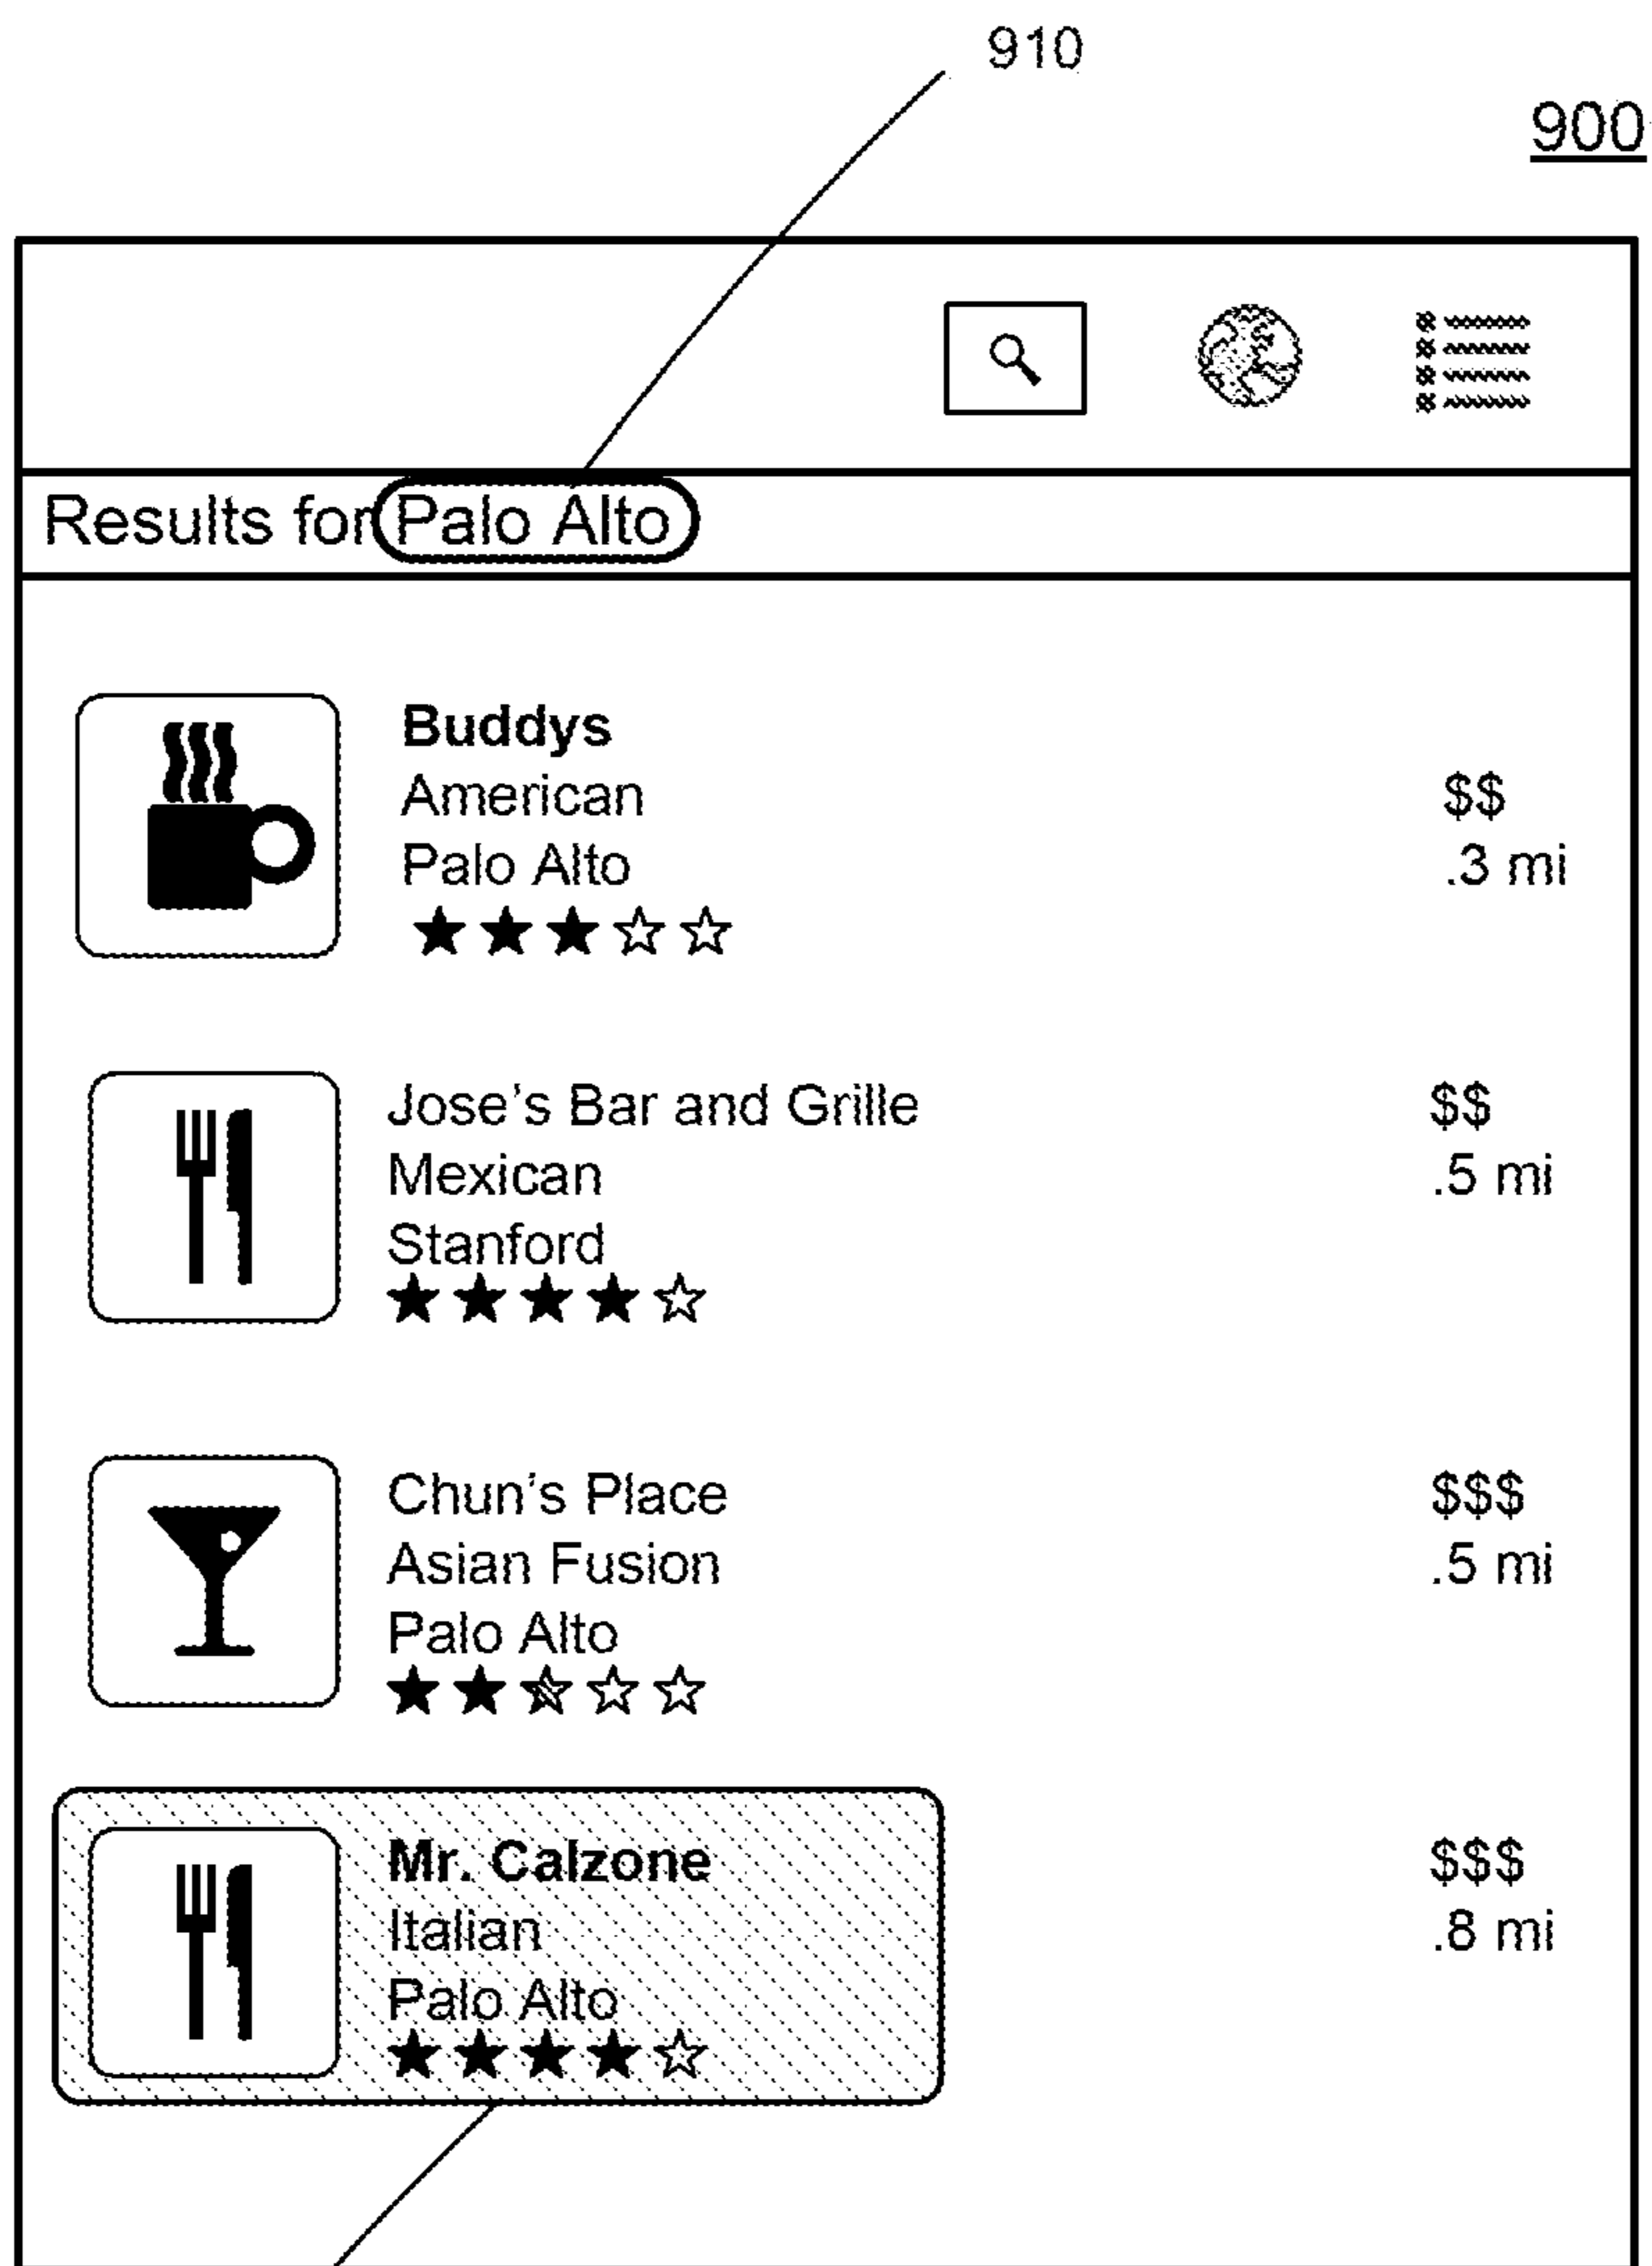 910
900
Results for Palo Alto
Buddys
American $$
Palo Alto .3 mi
Jose's Bar and Grille $$
Mexican .5 mi
Stanford
Chun's Place $$$
Asian Fusion .5 mi
Palo Alto
Mr. Calzone $$$
Italian .8 mi
Palo Alto